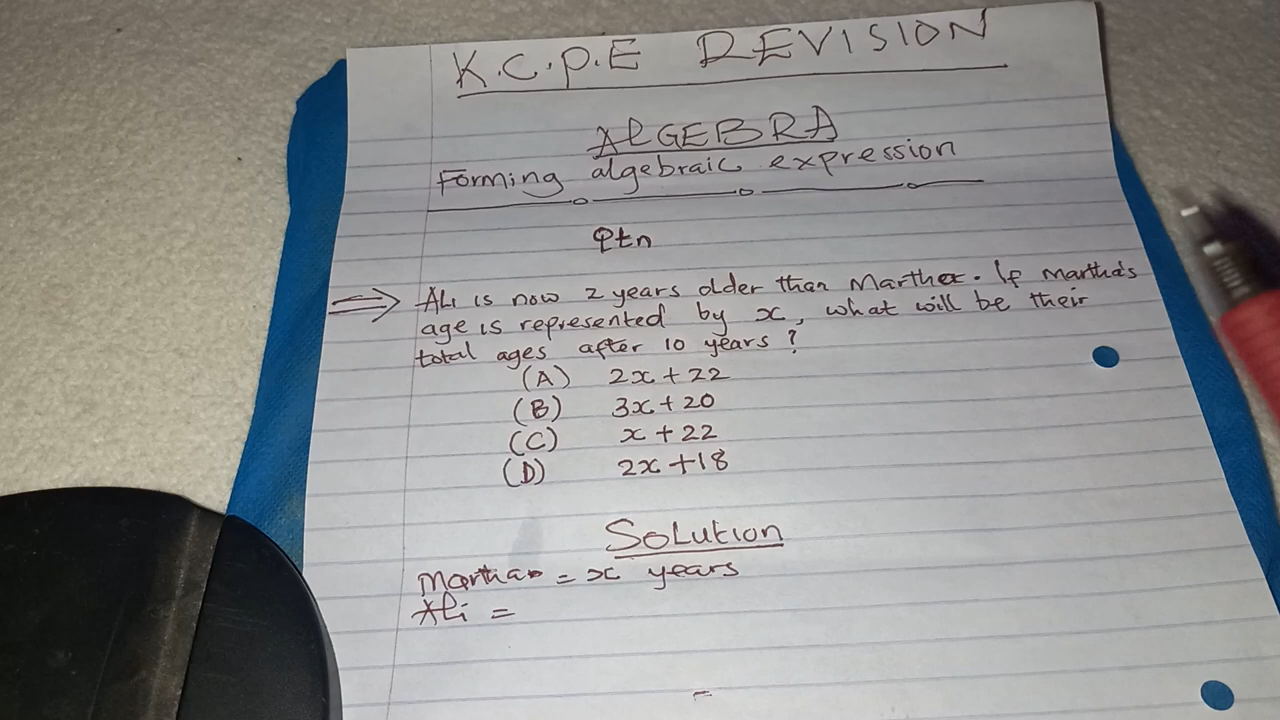 K.C.P.E REVISION
ALGEBRA
Forming algebraic expression
Qtn
Ali is now 2 years older than Marther. If martha's
age is represented by x, what will be their
total ages after 10 years?
(A) 2x + 22
(B) 3x + 20
(C) x + 22
(D) 2x + 18
Solution
Martha = x years
Ali =